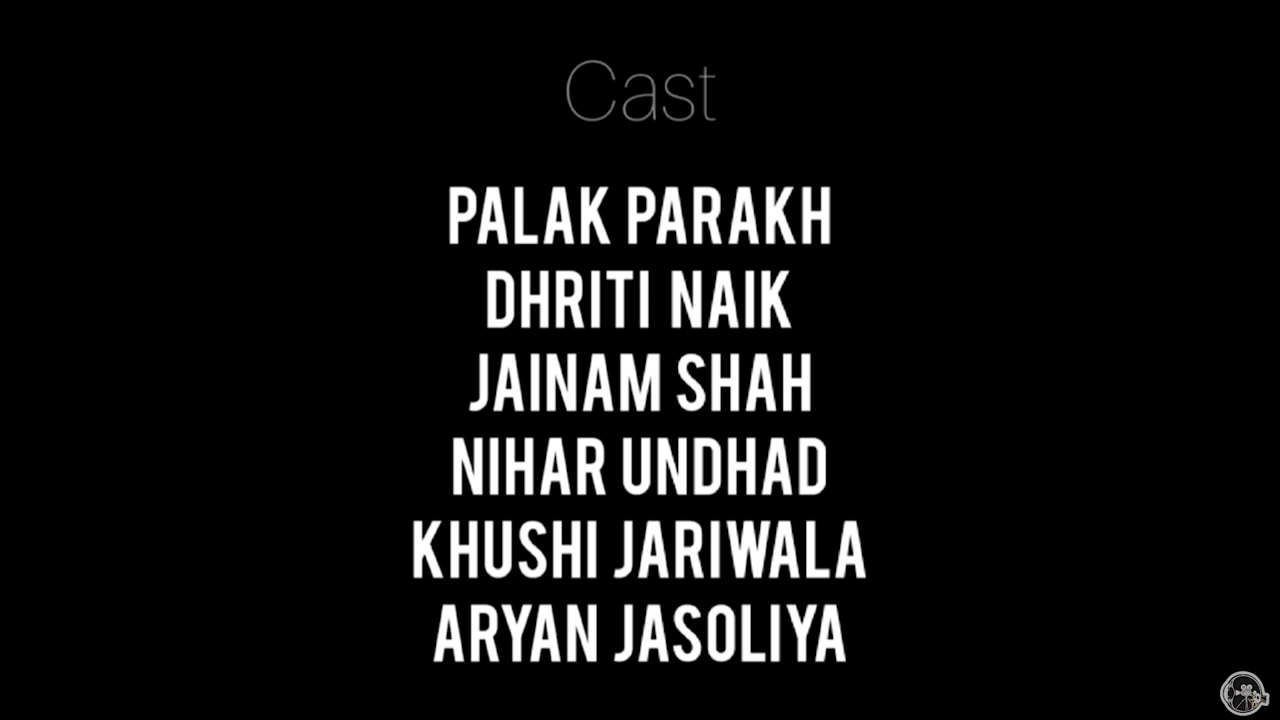 Cast
PALAK PARAKH
DHRITI NAIK
JAINAM SHAH
NIHAR UNDHAD
KHUSHI JARIWALA
ARYAN JASOLIYA